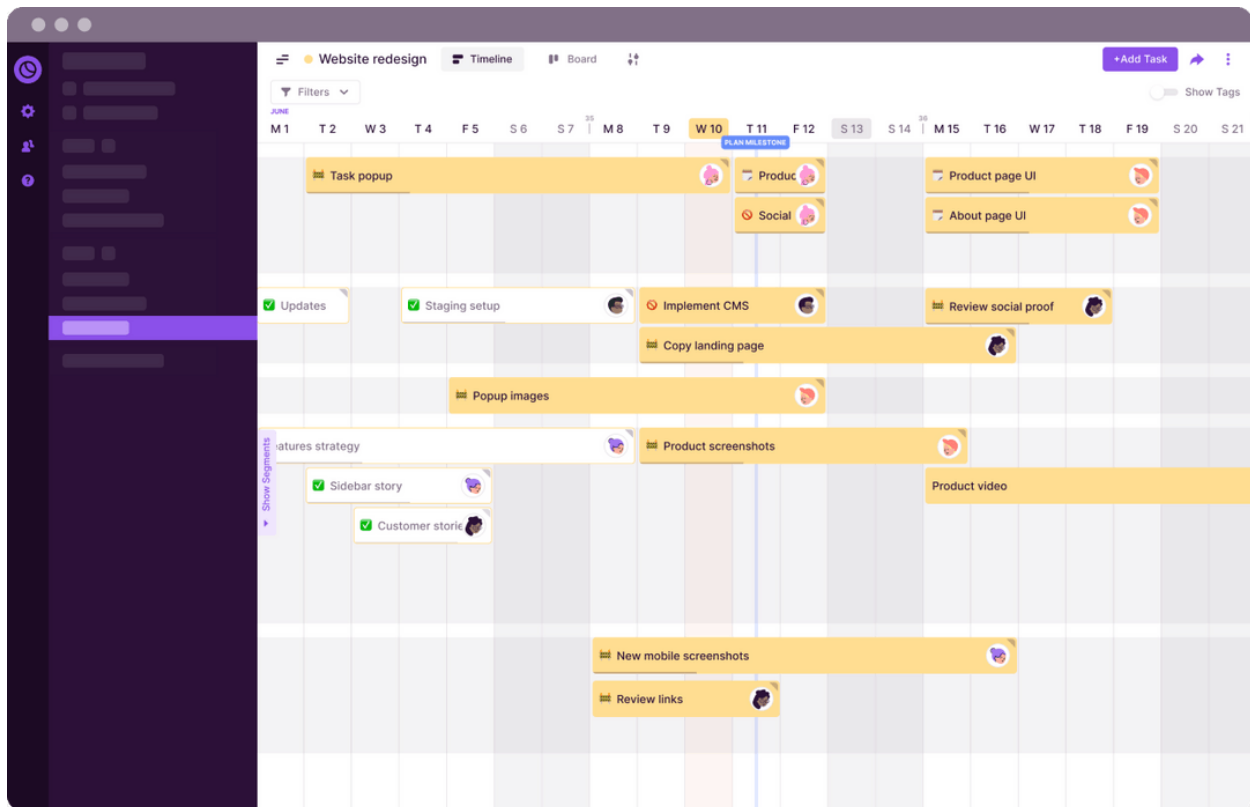 Website redesign Timeline Board +Add Task
Filters Show Tags
JUNE
35 36
M 1 T 2 W 3 T 4 F 5 S 6 S 7 M 8 T 9 W 10 T 11 F 12 S 13 S 14 M 15 T 16 W 17 T 18 F 19 S 20 S 21
PLAN MILESTONE
Task popup Produc Product page UI
Social About page UI
Updates Staging setup Implement CMS Review social proof
Copy landing page
Popup images
atures strategy Product screenshots
Show Segments
Sidebar story Product video
Customer storie
New mobile screenshots
Review links